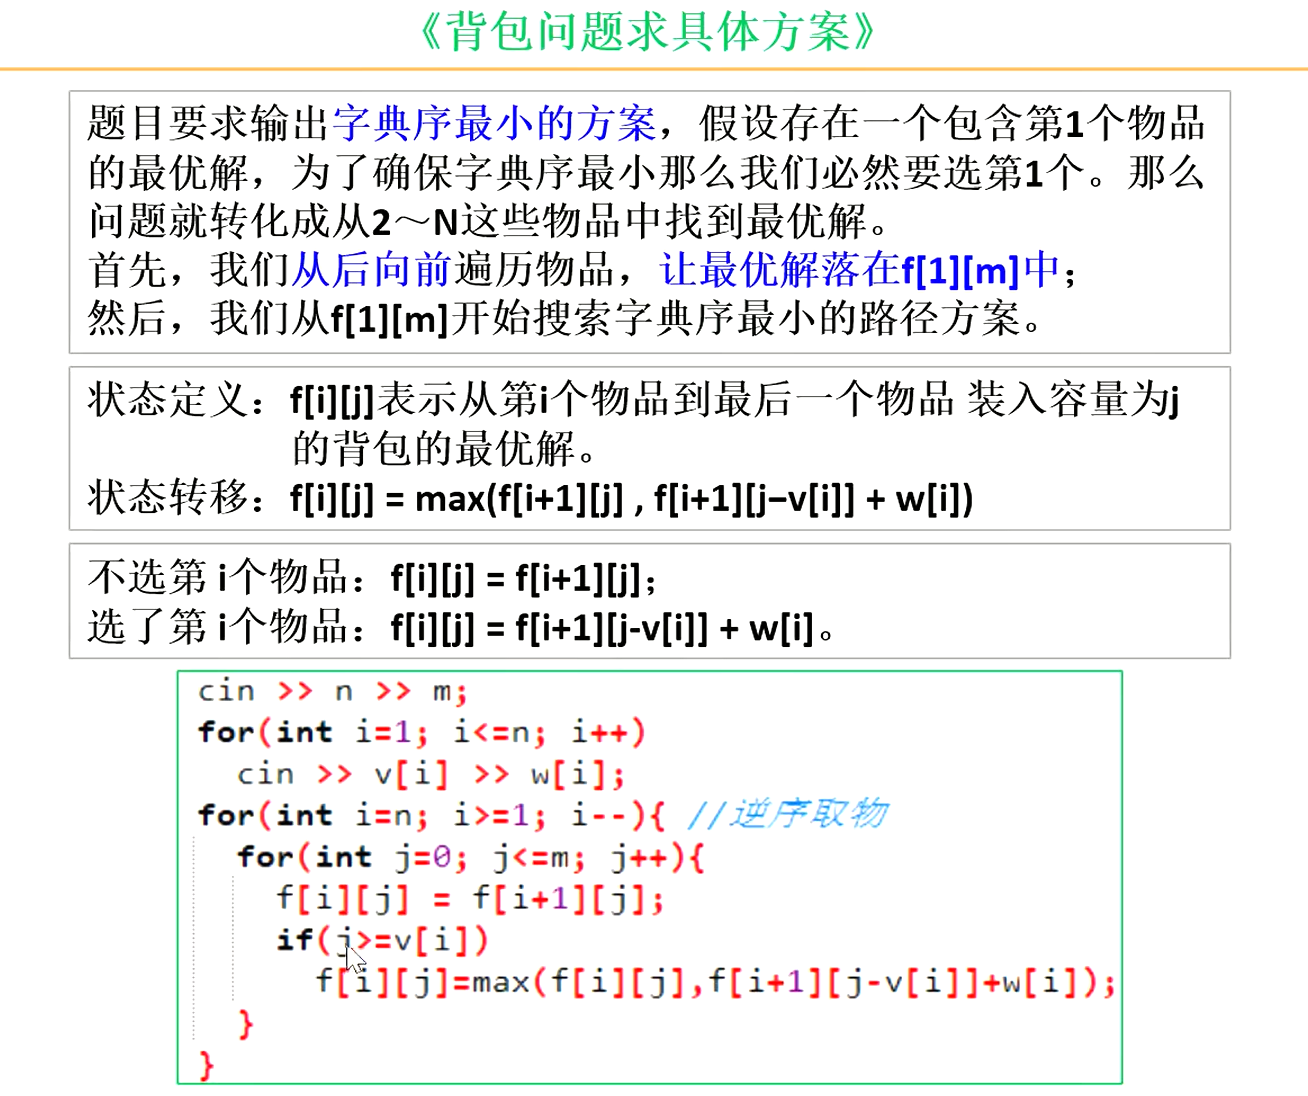 《背包问题求具体方案》
题目要求输出字典序最小的方案，假设存在一个包含第1个物品
的最优解，为了确保字典序最小那么我们必然要选第1个。那么
问题就转化成从2～N这些物品中找到最优解。
首先，我们从后向前遍历物品，让最优解落在f[1][m]中；
然后，我们从f[1][m]开始搜索字典序最小的路径方案。
状态定义：f[i][j]表示从第i个物品到最后一个物品 装入容量为j
的背包的最优解。
状态转移：f[i][j] = max(f[i+1][j] , f[i+1][j−v[i]] + w[i])
不选第 i个物品：f[i][j] = f[i+1][j]；
选了第 i个物品：f[i][j] = f[i+1][j-v[i]] + w[i]。
cin >> n >> m;
for(int i=1; i<=n; i++)
  cin >> v[i] >> w[i];
for(int i=n; i>=1; i--){ //逆序取物
  for(int j=0; j<=m; j++){
    f[i][j] = f[i+1][j];
    if(j>=v[i])
      f[i][j]=max(f[i][j],f[i+1][j-v[i]]+w[i]);
  }
}